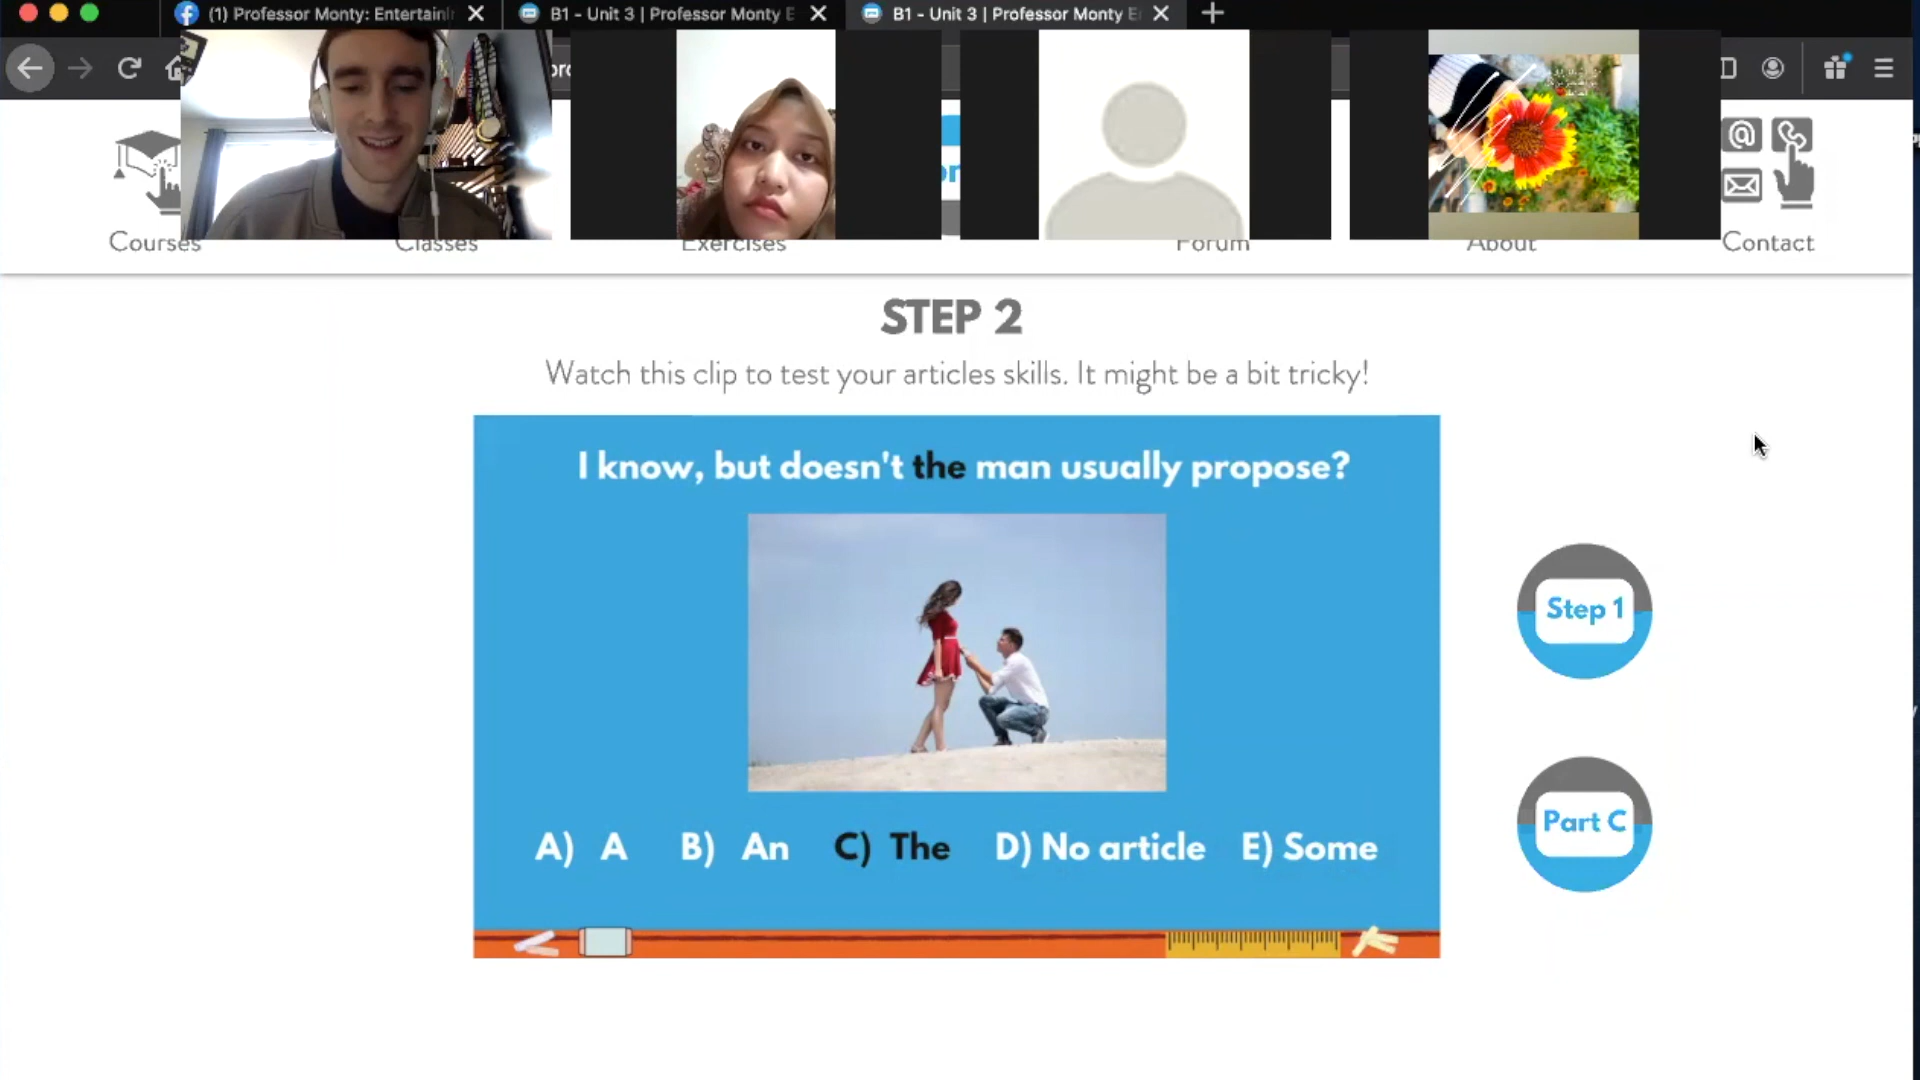 (1) Professor Monty: Entertain
B1 - Unit 3 | Professor Monty E
B1 - Unit 3 | Professor Monty E
Courses
Classes
Exercises
Forum
About
Contact
STEP 2
Watch this clip to test your articles skills. It might be a bit tricky!
I know, but doesn't the man usually propose?
Step 1
Part C
A) A B) An C) The D) No article E) Some